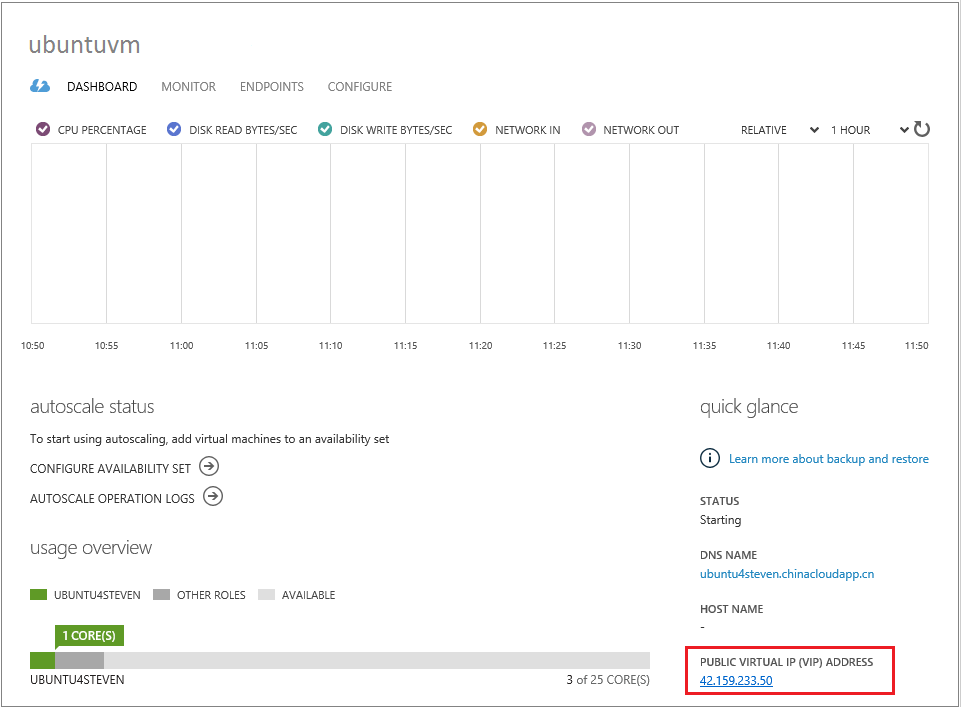 ubuntuvm
DASHBOARD MONITOR ENDPOINTS CONFIGURE
CPU PERCENTAGE DISK READ BYTES/SEC DISK WRITE BYTES/SEC NETWORK IN NETWORK OUT RELATIVE 1 HOUR
10:50 10:55 11:00 11:05 11:10 11:15 11:20 11:25 11:30 11:35 11:40 11:45 11:50
autoscale status
To start using autoscaling, add virtual machines to an availability set
CONFIGURE AVAILABILITY SET
AUTOSCALE OPERATION LOGS
usage overview
UBUNTU4STEVEN OTHER ROLES AVAILABLE
1 CORE(S)
UBUNTU4STEVEN 3 of 25 CORE(S)
quick glance
Learn more about backup and restore
STATUS
Starting
DNS NAME
ubuntu4steven.chinacloudapp.cn
HOST NAME
-
PUBLIC VIRTUAL IP (VIP) ADDRESS
42.159.233.50